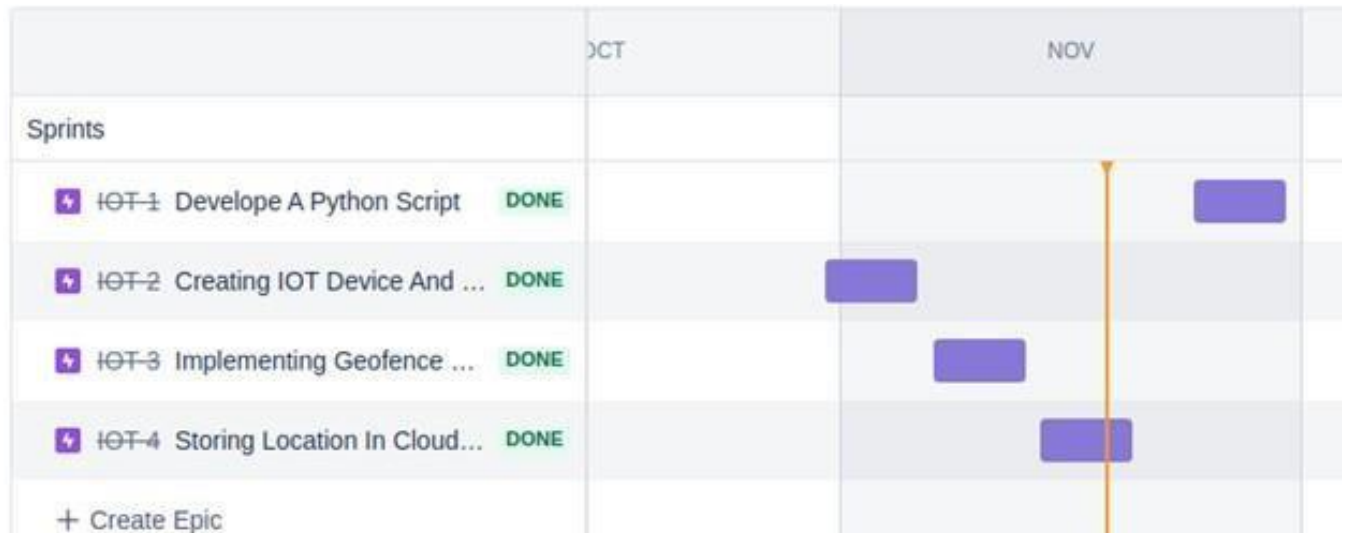 OCT NOV
Sprints
IOT-1 Develope A Python Script DONE
IOT-2 Creating IOT Device And ... DONE
IOT-3 Implementing Geofence ... DONE
IOT-4 Storing Location In Cloud... DONE
+ Create Epic